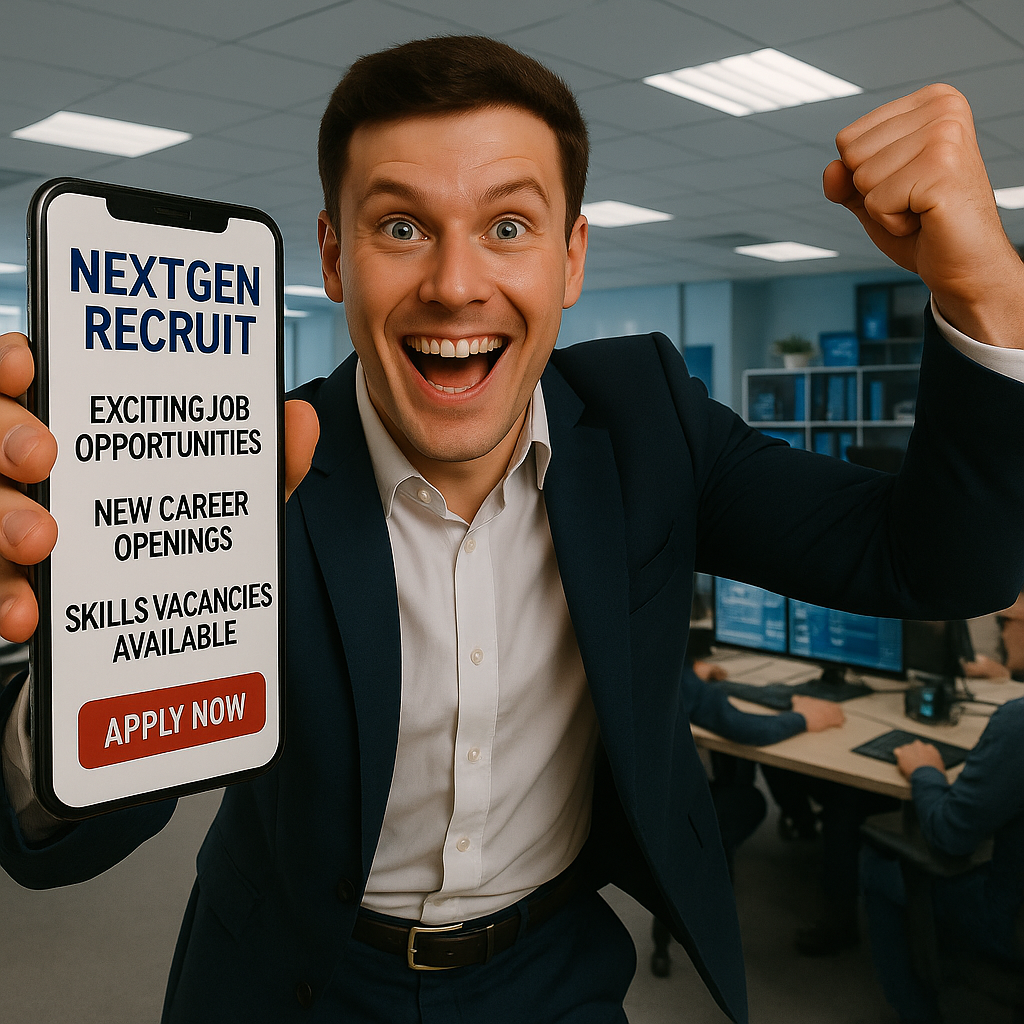 NEXTGEN
RECRUIT
EXCITING JOB
OPPORTUNITIES
NEW CAREER
OPENINGS
SKILLS VACANCIES
AVAILABLE
APPLY NOW